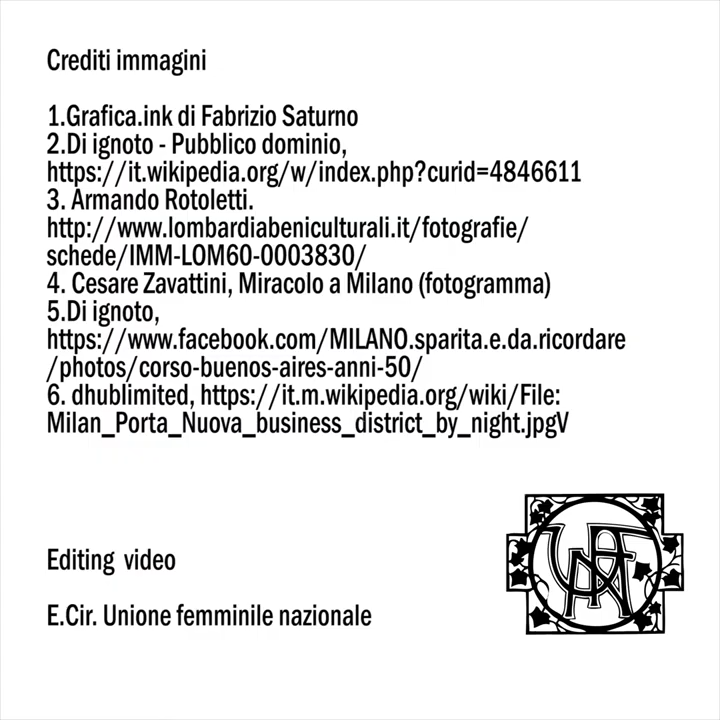 Crediti immagini
1.Grafica.ink di Fabrizio Saturno
2.Di ignoto - Pubblico dominio,
https://it.wikipedia.org/w/index.php?curid=4846611
3. Armando Rotoletti.
http://www.lombardiabeniculturali.it/fotografie/
schede/IMM-LOM60-0003830/
4. Cesare Zavattini, Miracolo a Milano (fotogramma)
5.Di ignoto,
https://www.facebook.com/MILANO.sparita.e.da.ricordare
/photos/corso-buenos-aires-anni-50/
6. dhublimited, https://it.m.wikipedia.org/wiki/File:
Milan_Porta_Nuova_business_district_by_night.jpgV
Editing video
E.Cir. Unione femminile nazionale